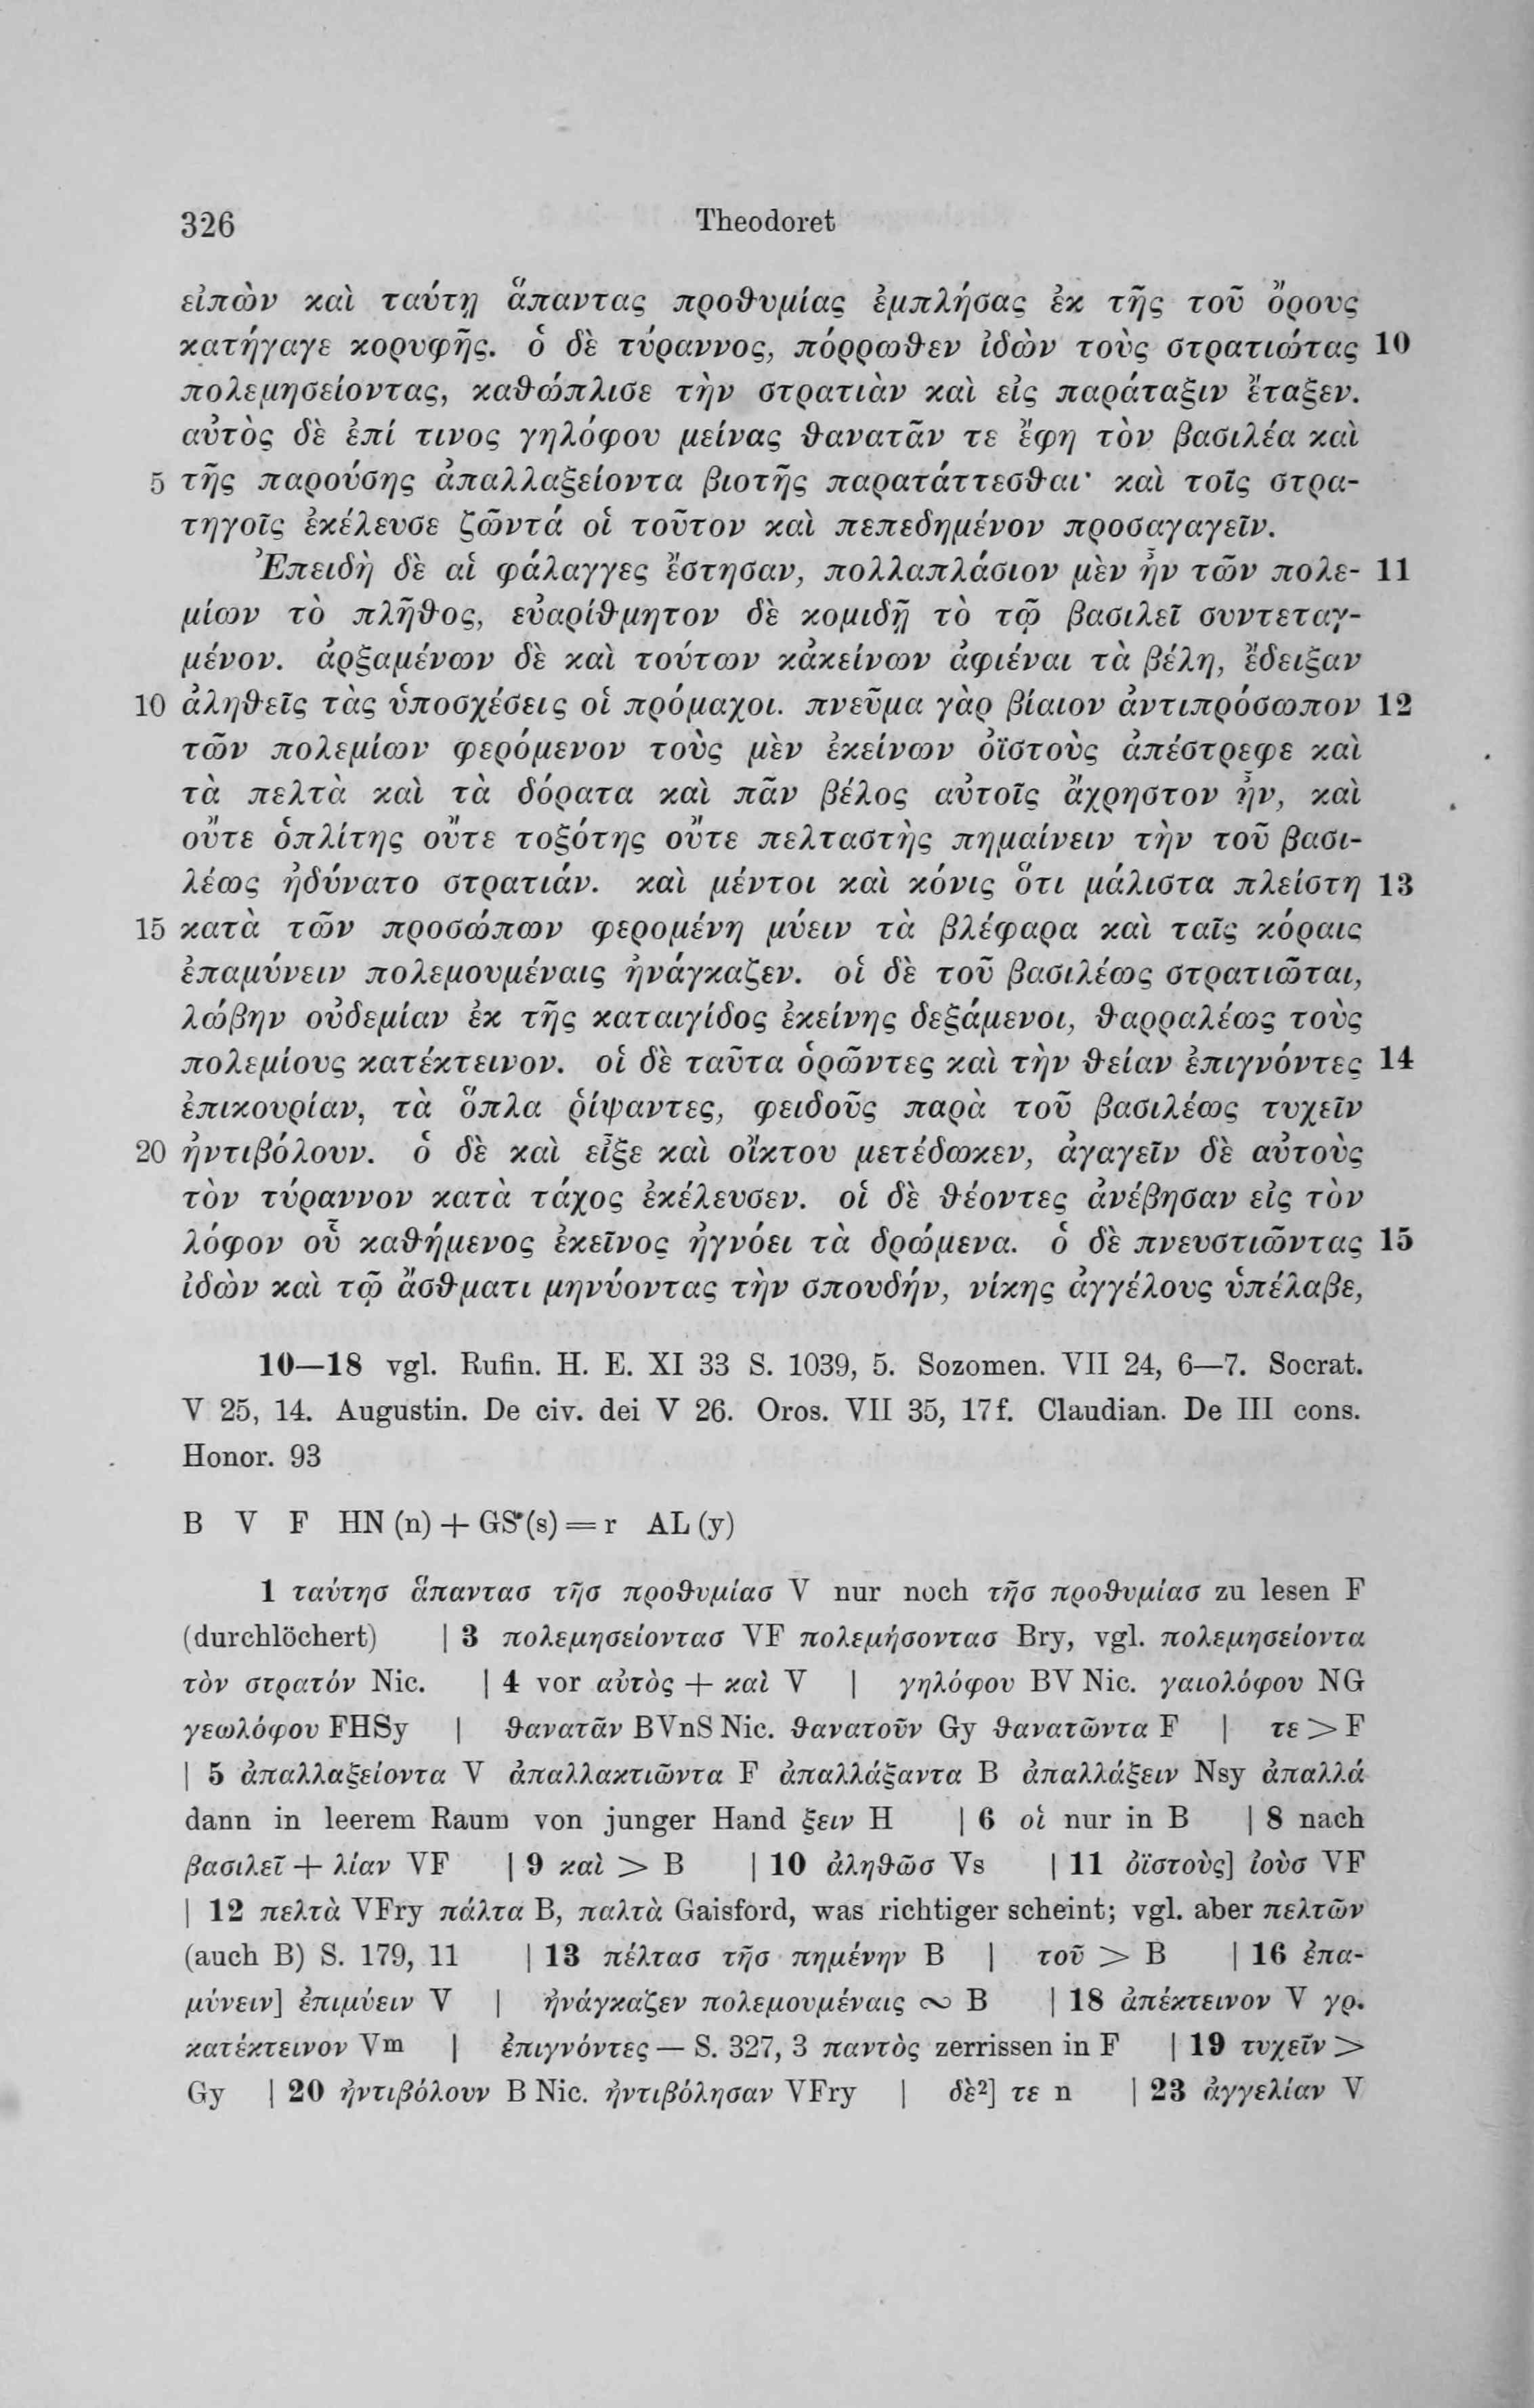 326 Theodoret
εἰπὼν καὶ ταύτῃ ἅπαντας προθυμίας ἐμπλήσας ἐκ τῆς τοῦ ὄρους
κατήγαγε κορυφῆς. ὁ δὲ τύραννος, πόρρωθεν ἰδὼν τοὺς στρατιώτας 10
πολεμησείοντας, καθώπλισε τὴν στρατιὰν καὶ εἰς παράταξιν ἔταξεν.
αὐτὸς δὲ ἐπί τινος γηλόφου μείνας θανατᾶν τε ἔφη τὸν βασιλέα καὶ
5 τῆς παρούσης ἀπαλλαξείοντα βιοτῆς παρατάττεσθαι· καὶ τοῖς στρα-
τηγοῖς ἐκέλευσε ζῶντά οἱ τοῦτον καὶ πεπεδημένον προσαγαγεῖν.
Ἐπειδὴ δὲ αἱ φάλαγγες ἔστησαν, πολλαπλάσιον μὲν ἦν τῶν πολε- 11
μίων τὸ πλῆθος, εὐαρίθμητον δὲ κομιδῇ τὸ τῷ βασιλεῖ συντεταγ-
μένον. ἀρξαμένων δὲ καὶ τούτων κἀκείνων ἀφιέναι τὰ βέλη, ἔδειξαν
10 ἀληθεῖς τὰς ὑποσχέσεις οἱ πρόμαχοι. πνεῦμα γὰρ βίαιον ἀντιπρόσωπον 12
τῶν πολεμίων φερόμενον τοὺς μὲν ἐκείνων ὀϊστοὺς ἀπέστρεφε καὶ
τὰ πελτὰ καὶ τὰ δόρατα καὶ πᾶν βέλος αὐτοῖς ἄχρηστον ἦν, καὶ
οὔτε ὁπλίτης οὔτε τοξότης οὔτε πελταστὴς πημαίνειν τὴν τοῦ βασι-
λέως ἠδύνατο στρατιάν. καὶ μέντοι καὶ κόνις ὅτι μάλιστα πλείστη 13
15 κατὰ τῶν προσώπων φερομένη μύειν τὰ βλέφαρα καὶ ταῖς κόραις
ἐπαμύνειν πολεμουμέναις ἠνάγκαζεν. οἱ δὲ τοῦ βασιλέως στρατιῶται,
λώβην οὐδεμίαν ἐκ τῆς καταιγίδος ἐκείνης δεξάμενοι, θαρραλέως τοὺς
πολεμίους κατέκτεινον. οἱ δὲ ταῦτα ὁρῶντες καὶ τὴν θείαν ἐπιγνόντες 14
ἐπικουρίαν, τὰ ὅπλα ῥίψαντες, φειδοῦς παρὰ τοῦ βασιλέως τυχεῖν
20 ἠντιβόλουν. ὁ δὲ καὶ εἶξε καὶ οἴκτου μετέδωκεν, ἀγαγεῖν δὲ αὐτοὺς
τὸν τύραννον κατὰ τάχος ἐκέλευσεν. οἱ δὲ θέοντες ἀνέβησαν εἰς τὸν
λόφον οὗ καθήμενος ἐκεῖνος ἠγνόει τὰ δρώμενα. ὁ δὲ πνευστιῶντας 15
ἰδὼν καὶ τῷ ἄσθματι μηνύοντας τὴν σπουδήν, νίκης ἀγγέλους ὑπέλαβε,
10—18 vgl. Rufin. H. E. XI 33 S. 1039, 5. Sozomen. VII 24, 6—7. Socrat.
V 25, 14. Augustin. De civ. dei V 26. Oros. VII 35, 17f. Claudian. De III cons.
Honor. 93
B V F HN (n) + GS(s) = r AL (y)
1 ταύτησ ἅπαντασ τῆσ προθυμίασ V nur noch τῆσ προθυμίασ zu lesen F
(durchlöchert) | 3 πολεμησείοντασ VF πολεμήσοντασ Bry, vgl. πολεμησείοντα
τὸν στρατόν Nic. | 4 vor αὐτὸς + καὶ V | γηλόφου BV Nic. γαιολόφου NG
γεωλόφου FHSy | θανατᾶν BVnS Nic. θανατοῦν Gy θανατῶντα F | τε > F
| 5 ἀπαλλαξείοντα V ἀπαλλακτιῶντα F ἀπαλλάξαντα B ἀπαλλάξειν Nsy ἀπαλλά
dann in leerem Raum von junger Hand ξειν H | 6 οἱ nur in B | 8 nach
βασιλεῖ + λίαν VF | 9 καὶ > B | 10 ἀληθῶσ Vs | 11 ὀϊστοὺς] ἰοὺσ VF
| 12 πελτὰ VFry πάλτα B, παλτὰ Gaisford, was richtiger scheint; vgl. aber πελτῶν
(auch B) S. 179, 11 | 13 πέλτασ τῆσ πημένην B | τοῦ > B | 16 ἐπα-
μύνειν] ἐπιμύειν V | ἠνάγκαζεν πολεμουμέναις ∾ B | 18 ἀπέκτεινον V γρ.
κατέκτεινον Vm | ἐπιγνόντες — S. 327, 3 παντὸς zerrissen in F | 19 τυχεῖν >
Gy | 20 ἠντιβόλουν B Nic. ἠντιβόλησαν VFry | δὲ²] τε n | 23 ἀγγελίαν V